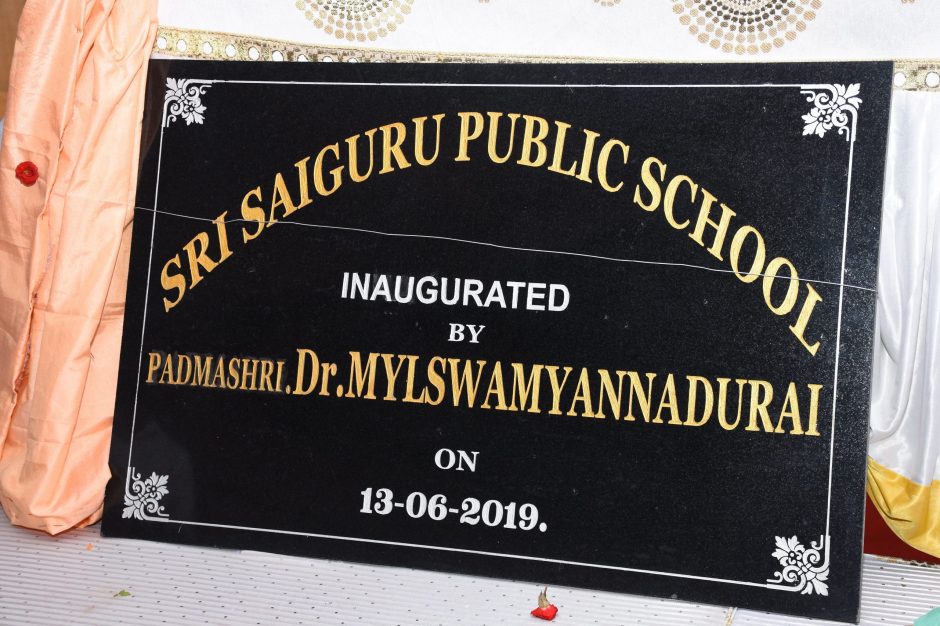 SRI SAIGURU PUBLIC SCHOOL
INAUGURATED
BY
PADMASHRI.Dr.MYLSWAMYANNADURAI
ON
13-06-2019.